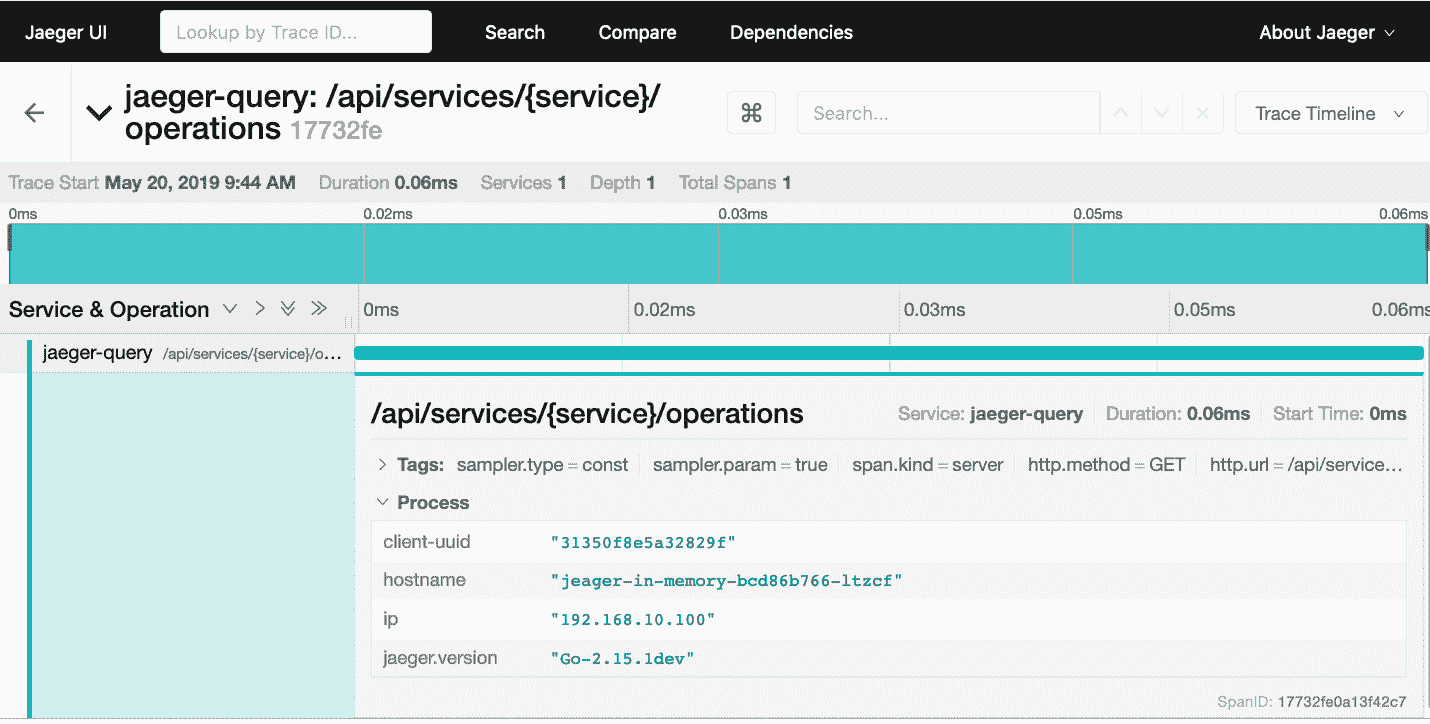 Jaeger UI Lookup by Trace ID... Search Compare Dependencies About Jaeger
jaeger-query: /api/services/{service}/
operations 17732fe
⌘ Search... Trace Timeline
Trace Start May 20, 2019 9:44 AM Duration 0.06ms Services 1 Depth 1 Total Spans 1
0ms 0.02ms 0.03ms 0.05ms 0.06ms
Service & Operation 0ms 0.02ms 0.03ms 0.05ms 0.06ms
jaeger-query /api/services/{service}/o...
/api/services/{service}/operations Service: jaeger-query Duration: 0.06ms Start Time: 0ms
Tags: sampler.type = const sampler.param = true span.kind = server http.method = GET http.url = /api/service...
Process
client-uuid "31350f8e5a32829f"
hostname "jeager-in-memory-bcd86b766-ltzcf"
ip "192.168.10.100"
jaeger.version "Go-2.15.1dev"
SpanID: 17732fe0a13f42c7